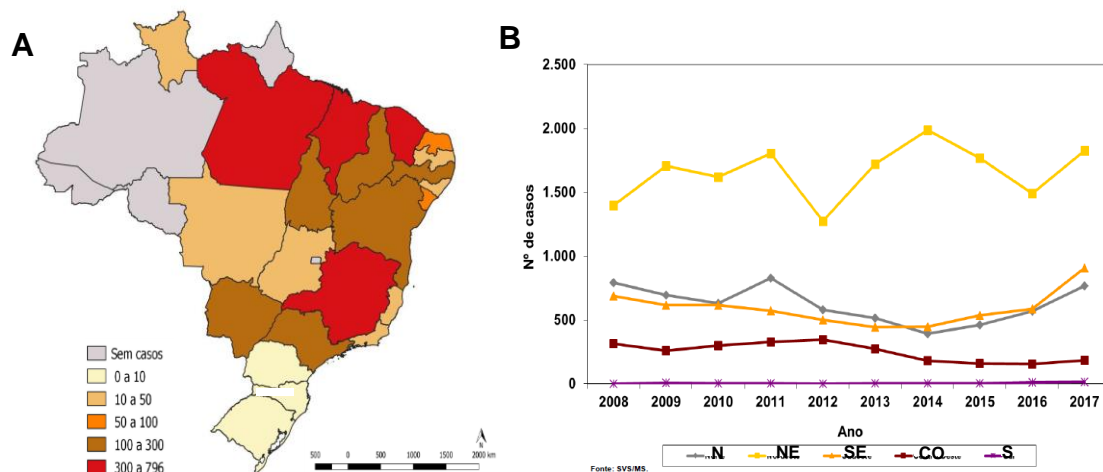 A
Sem casos
0 a 10
10 a 50
50 a 100
100 a 300
300 a 796
N
500 0 500 1000 1500 2000 km
B
Nº de casos
2.500
2.000
1.500
1.000
500
0
2008 2009 2010 2011 2012 2013 2014 2015 2016 2017
Ano
N NE SE CO S
Fonte: SVS/MS.